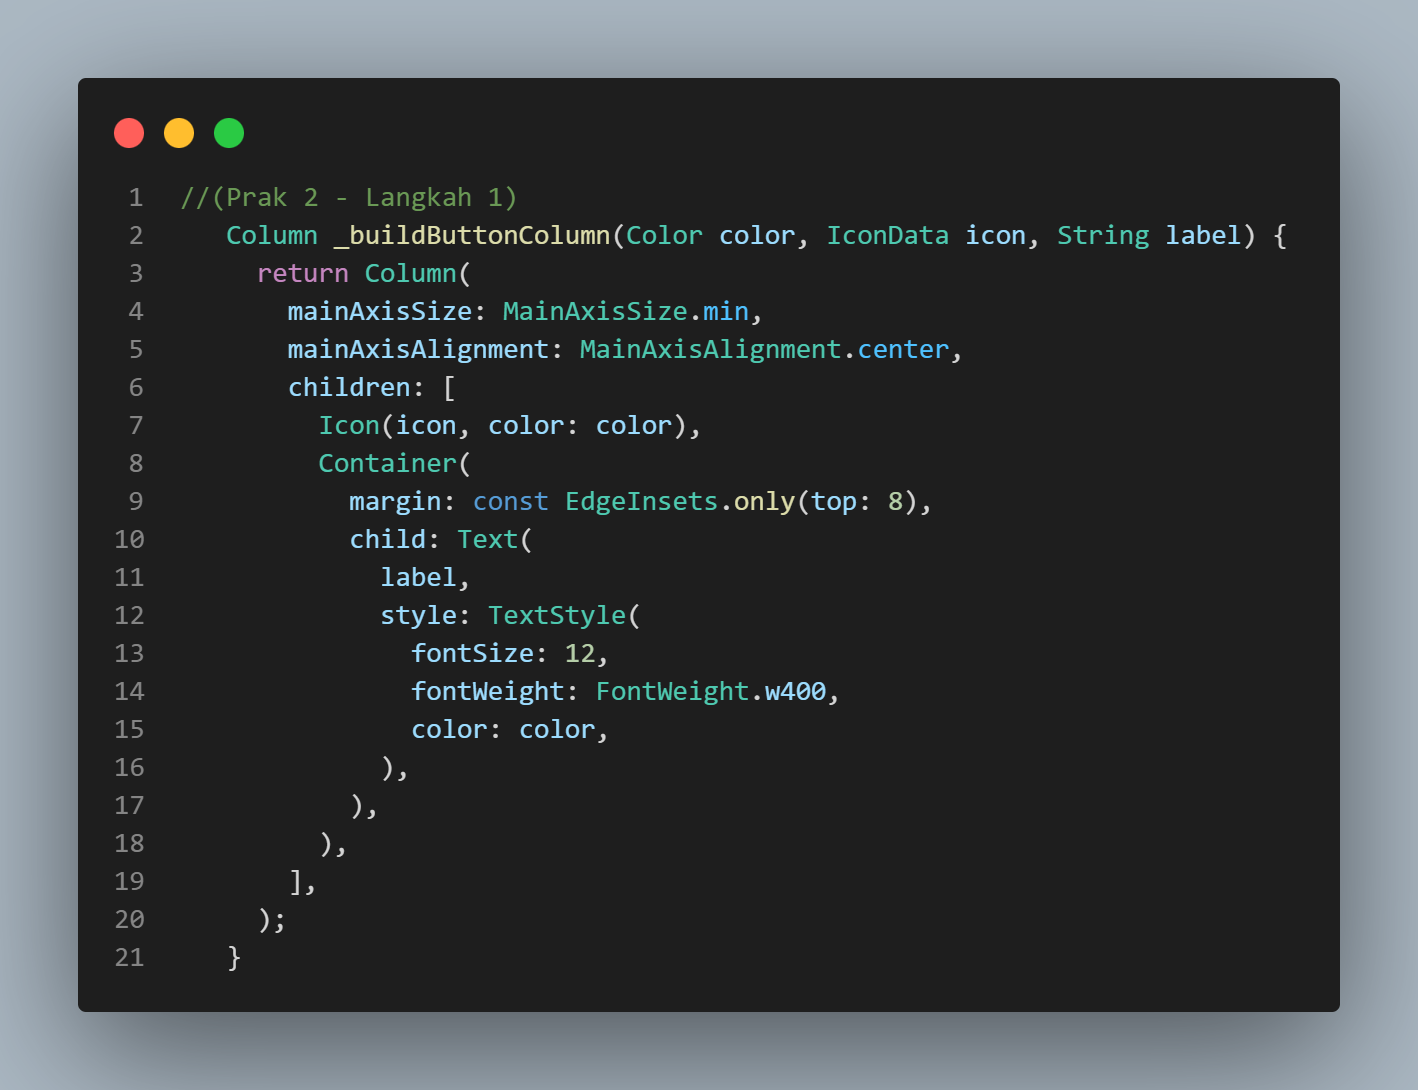 1 //(Prak 2 - Langkah 1)
2 Column _buildButtonColumn(Color color, IconData icon, String label) {
3 return Column(
4 mainAxisSize: MainAxisSize.min,
5 mainAxisAlignment: MainAxisAlignment.center,
6 children: [
7 Icon(icon, color: color),
8 Container(
9 margin: const EdgeInsets.only(top: 8),
10 child: Text(
11 label,
12 style: TextStyle(
13 fontSize: 12,
14 fontWeight: FontWeight.w400,
15 color: color,
16 ),
17 ),
18 ),
19 ],
20 );
21 }